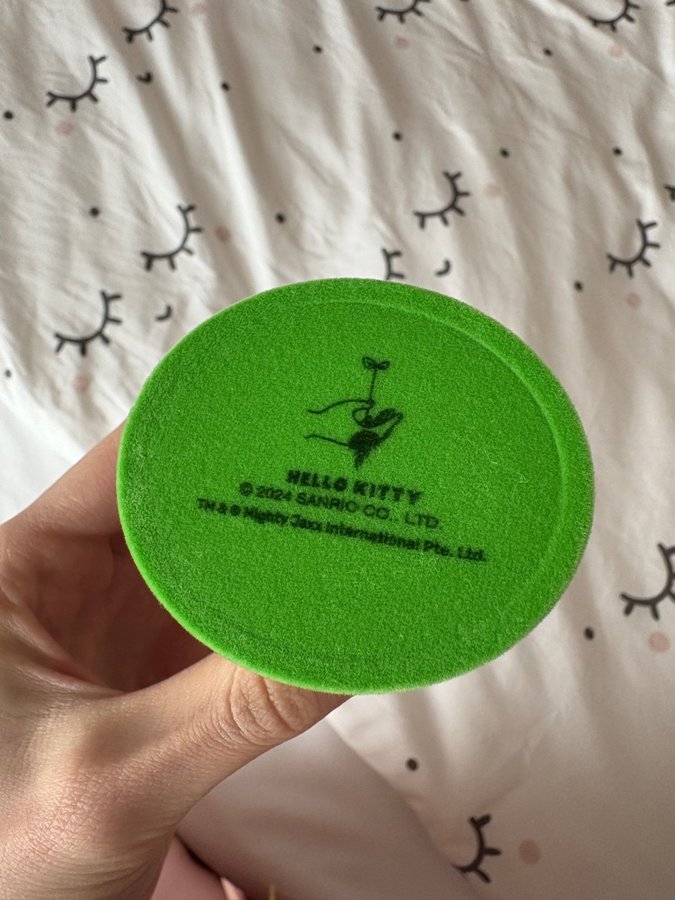 HELLO KITTY
© 2024 SANRIO CO., LTD.
TM & ® Mighty Jaxx International Pte. Ltd.